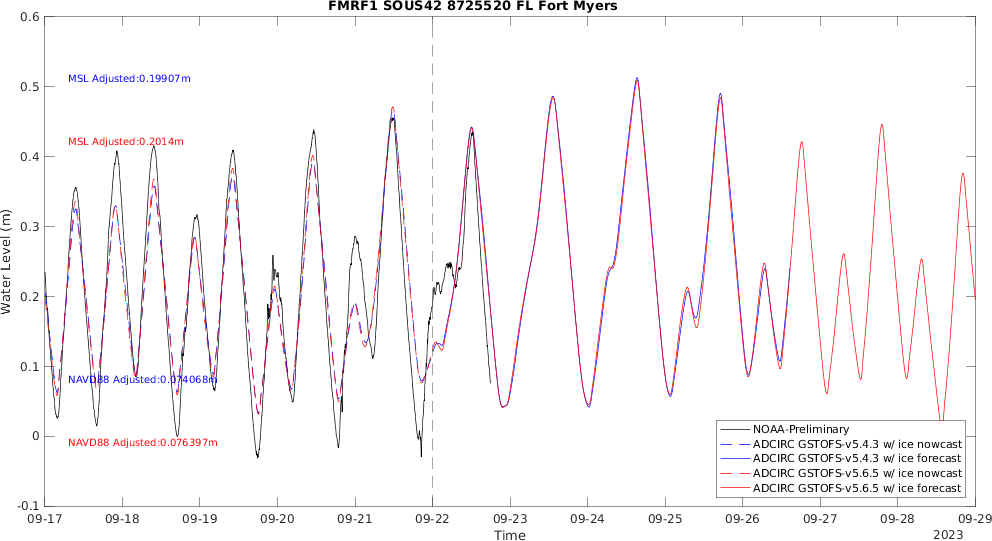 FMRF1 SOUS42 8725520 FL Fort Myers
0.6
0.5
0.4
0.3
0.2
0.1
0
-0.1
Water Level (m)
MSL Adjusted:0.19907m
MSL Adjusted:0.2014m
NAVD88 Adjusted:0.074068m
NAVD88 Adjusted:0.076397m
NOAA-Preliminary
ADCIRC GSTOFS-v5.4.3 w/ ice nowcast
ADCIRC GSTOFS-v5.4.3 w/ ice forecast
ADCIRC GSTOFS-v5.6.5 w/ ice nowcast
ADCIRC GSTOFS-v5.6.5 w/ ice forecast
09-17 09-18 09-19 09-20 09-21 09-22 09-23 09-24 09-25 09-26 09-27 09-28 09-29
Time
2023